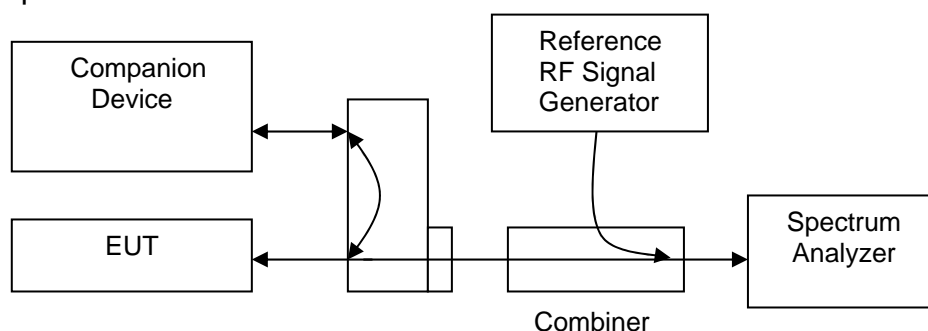 Companion
Device
Reference
RF Signal
Generator
EUT
Spectrum
Analyzer
Combiner